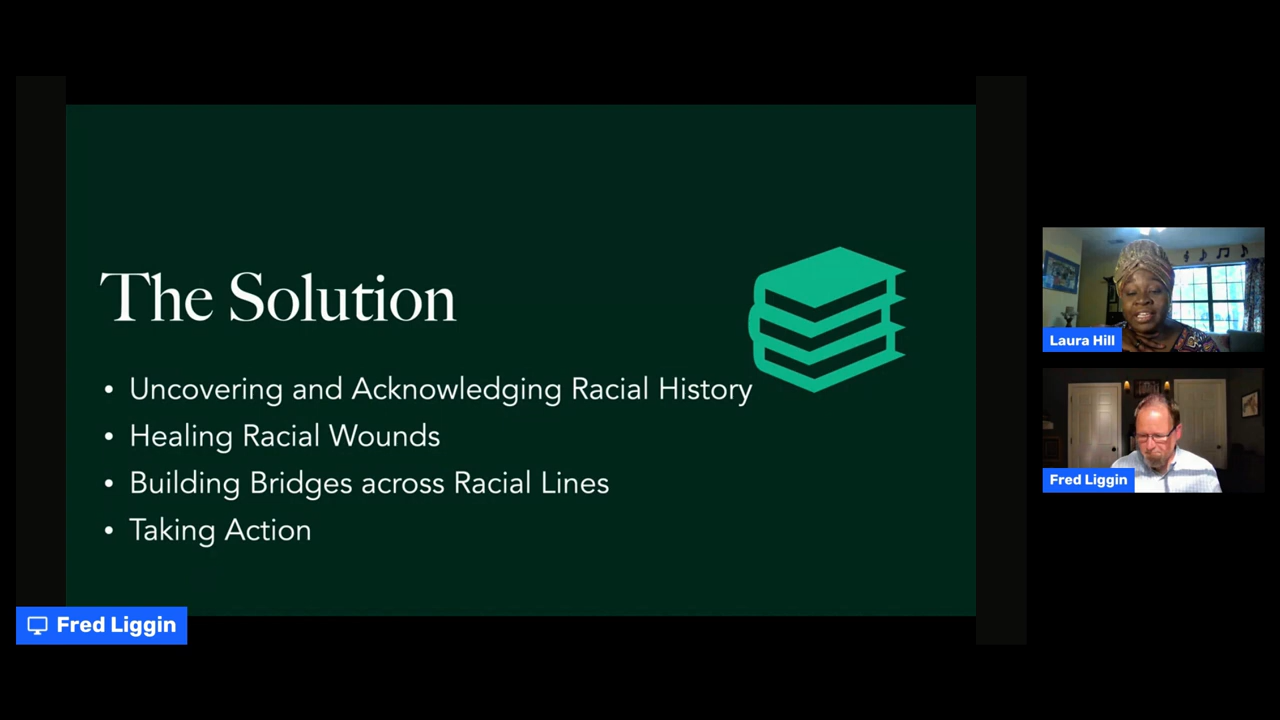 The Solution
• Uncovering and Acknowledging Racial History
• Healing Racial Wounds
• Building Bridges across Racial Lines
• Taking Action
Fred Liggin
Laura Hill
Fred Liggin